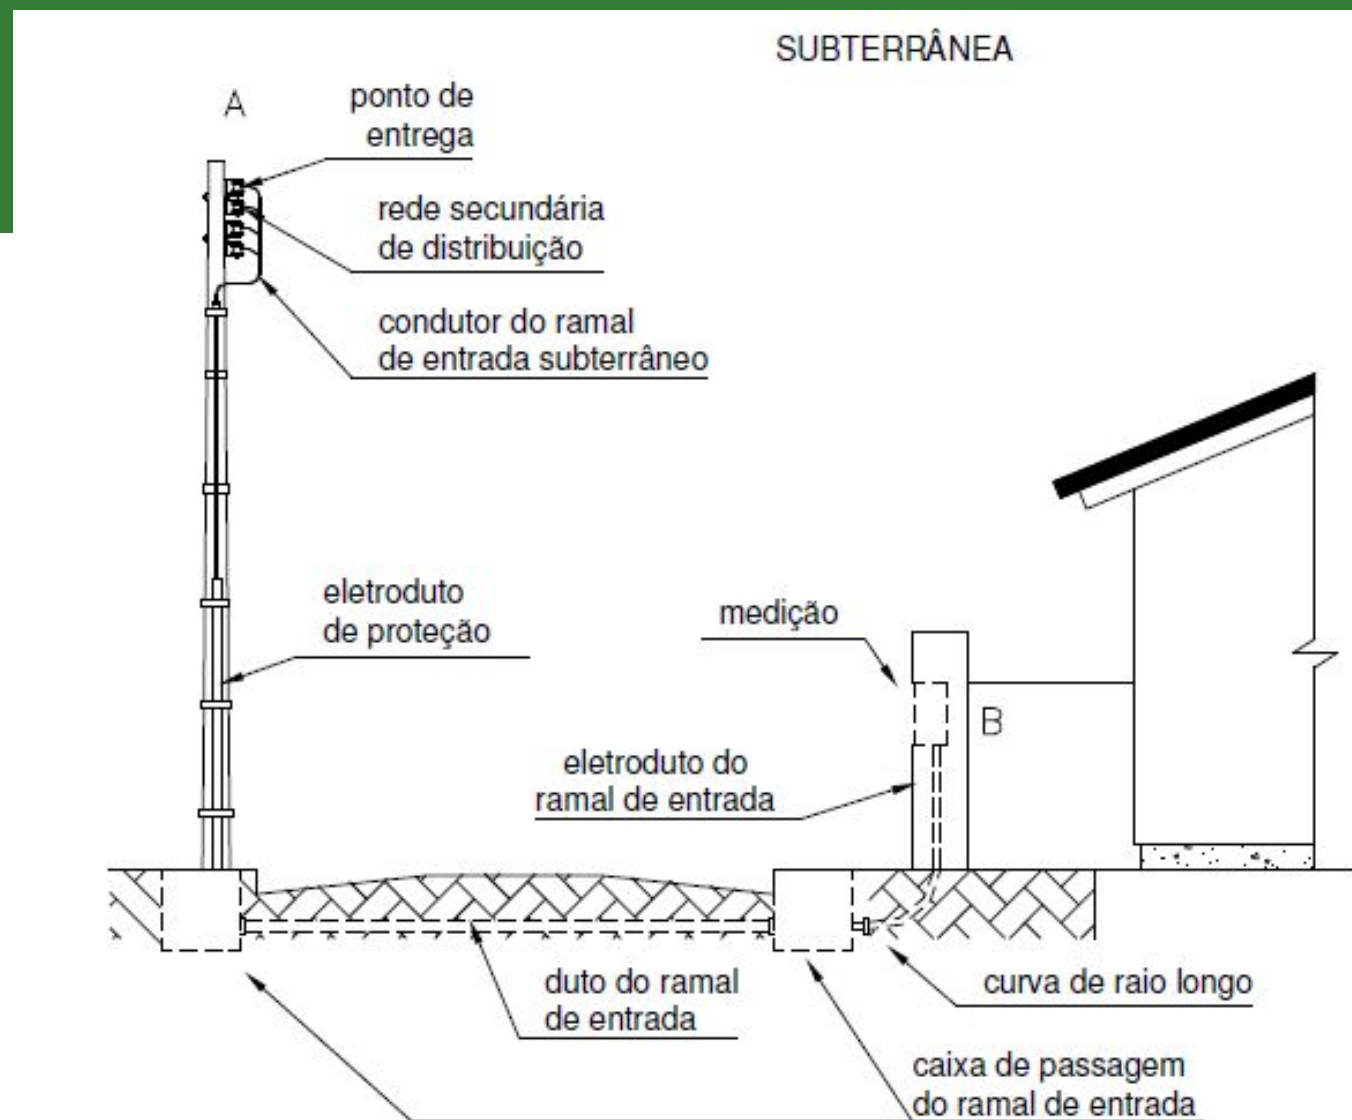 SUBTERRÂNEA
A
ponto de
entrega
rede secundária
de distribuição
condutor do ramal
de entrada subterrâneo
eletroduto
de proteção
medição
B
eletroduto do
ramal de entrada
duto do ramal
de entrada
curva de raio longo
caixa de passagem
do ramal de entrada